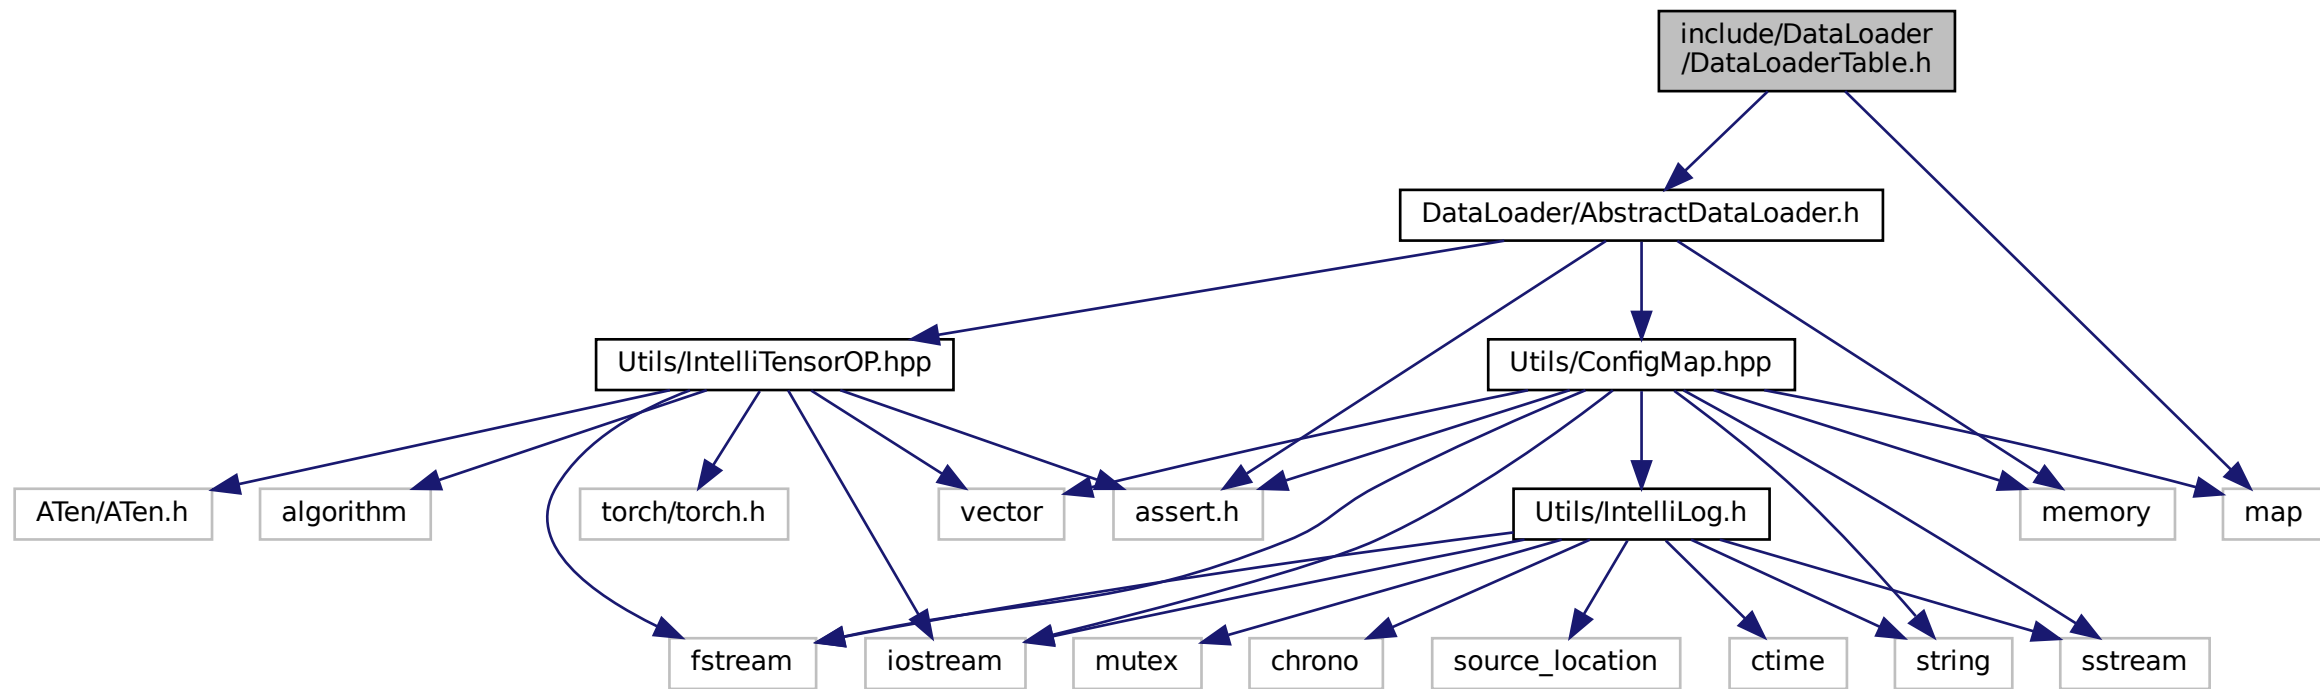 include/DataLoader
/DataLoaderTable.h
DataLoader/AbstractDataLoader.h
Utils/IntelliTensorOP.hpp
Utils/ConfigMap.hpp
ATen/ATen.h
algorithm
torch/torch.h
vector
assert.h
Utils/IntelliLog.h
memory
map
fstream
iostream
mutex
chrono
source_location
ctime
string
sstream